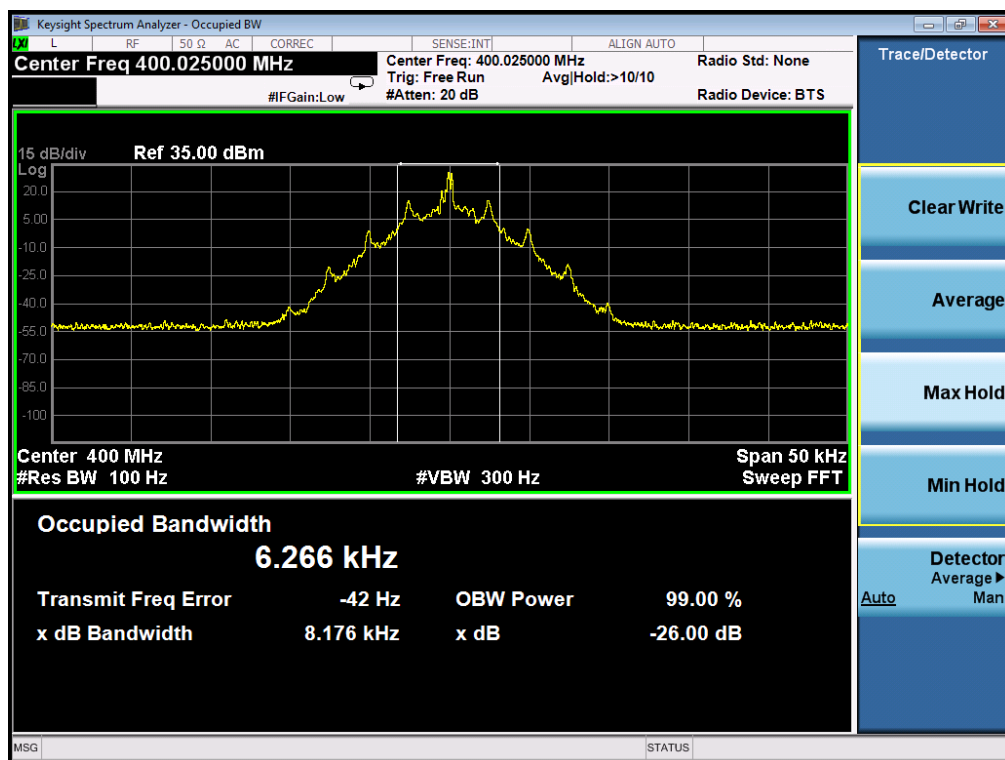 Keysight Spectrum Analyzer - Occupied BW
LXI L RF 50 Ω AC CORREC SENSE:INT ALIGN AUTO
Center Freq 400.025000 MHz
Center Freq: 400.025000 MHz Radio Std: None
Trig: Free Run Avg|Hold:>10/10
#IFGain:Low #Atten: 20 dB Radio Device: BTS
15 dB/div Ref 35.00 dBm
Log
20.0
5.00
-10.0
-25.0
-40.0
-55.0
-70.0
-85.0
-100
Center 400 MHz Span 50 kHz
#Res BW 100 Hz #VBW 300 Hz Sweep FFT
Occupied Bandwidth
6.266 kHz
Transmit Freq Error -42 Hz OBW Power 99.00 %
x dB Bandwidth 8.176 kHz x dB -26.00 dB
MSG STATUS
Trace/Detector
Clear Write
Average
Max Hold
Min Hold
Detector
Average▶
Auto Man